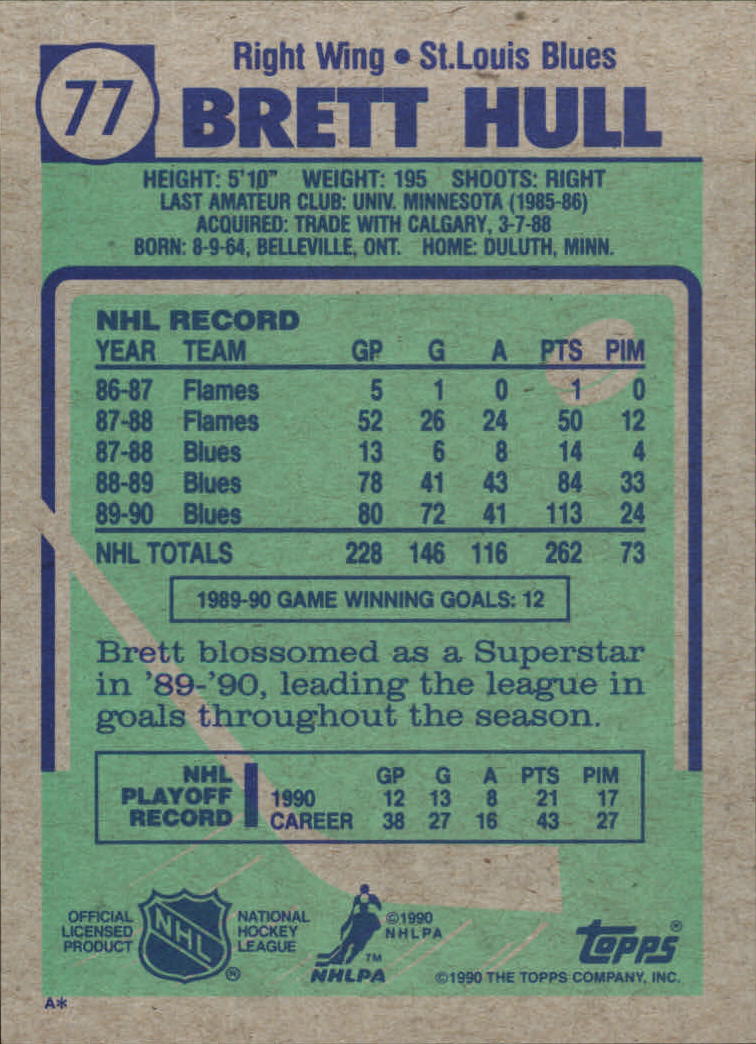 77
Right Wing • St.Louis Blues
BRETT HULL
HEIGHT: 5'10" WEIGHT: 195 SHOOTS: RIGHT
LAST AMATEUR CLUB: UNIV. MINNESOTA (1985-86)
ACQUIRED: TRADE WITH CALGARY, 3-7-88
BORN: 8-9-64, BELLEVILLE, ONT. HOME: DULUTH, MINN.
NHL RECORD
YEAR TEAM GP G A PTS PIM
86-87 Flames 5 1 0 1 0
87-88 Flames 52 26 24 50 12
87-88 Blues 13 6 8 14 4
88-89 Blues 78 41 43 84 33
89-90 Blues 80 72 41 113 24
NHL TOTALS 228 146 116 262 73
1989-90 GAME WINNING GOALS: 12
Brett blossomed as a Superstar
in '89-'90, leading the league in
goals throughout the season.
NHL PLAYOFF RECORD
GP G A PTS PIM
1990 12 13 8 21 17
CAREER 38 27 16 43 27
OFFICIAL
LICENSED
PRODUCT
NHL
®
NATIONAL
HOCKEY
LEAGUE
TM
NHLPA
©1990
NHLPA
topps®
©1990 THE TOPPS COMPANY, INC.
A*